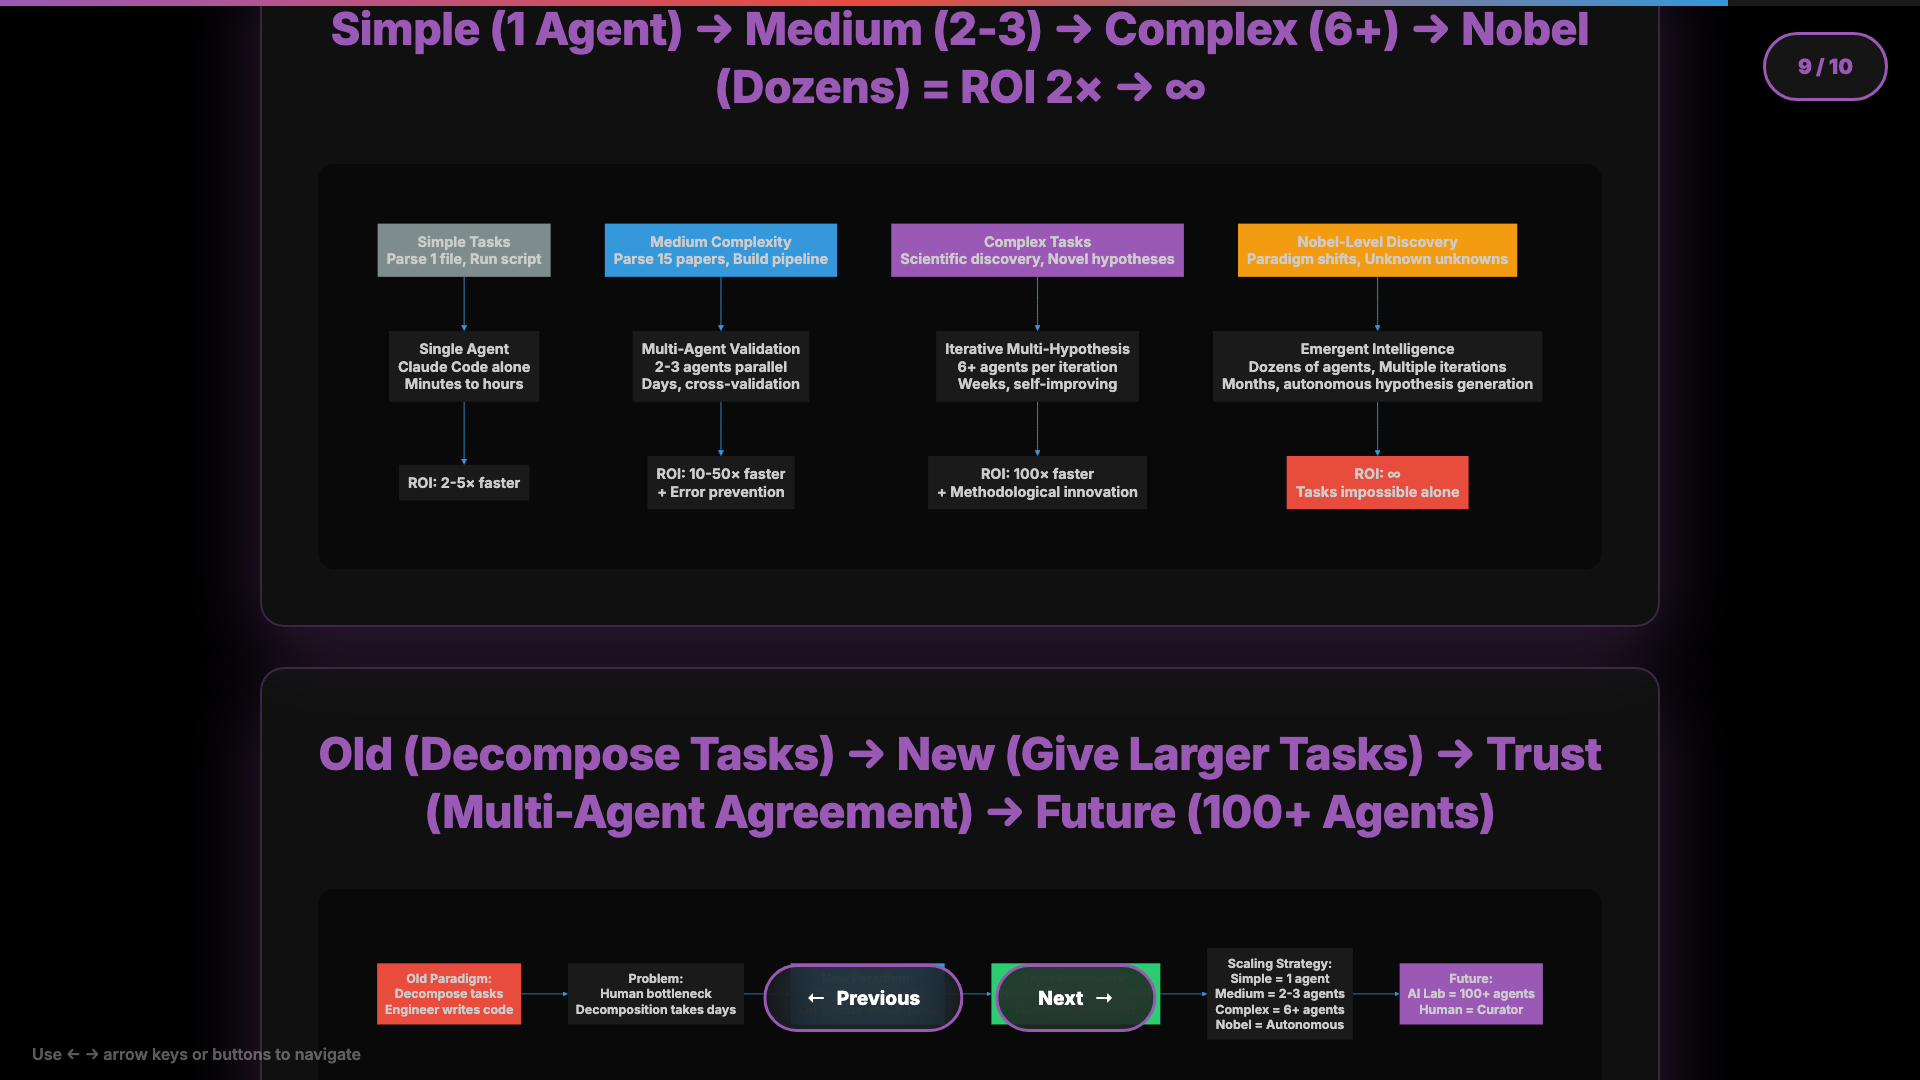 Simple (1 Agent) → Medium (2-3) → Complex (6+) → Nobel
(Dozens) = ROI 2× → ∞
9 / 10
Simple Tasks
Parse 1 file, Run script
Medium Complexity
Parse 15 papers, Build pipeline
Complex Tasks
Scientific discovery, Novel hypotheses
Nobel-Level Discovery
Paradigm shifts, Unknown unknowns
Single Agent
Claude Code alone
Minutes to hours
Multi-Agent Validation
2-3 agents parallel
Days, cross-validation
Iterative Multi-Hypothesis
6+ agents per iteration
Weeks, self-improving
Emergent Intelligence
Dozens of agents, Multiple iterations
Months, autonomous hypothesis generation
ROI: 2-5× faster
ROI: 10-50× faster
+ Error prevention
ROI: 100× faster
+ Methodological innovation
ROI: ∞
Tasks impossible alone
Old (Decompose Tasks) → New (Give Larger Tasks) → Trust
(Multi-Agent Agreement) → Future (100+ Agents)
Old Paradigm:
Decompose tasks
Engineer writes code
Problem:
Human bottleneck
Decomposition takes days
← Previous
Next →
Scaling Strategy:
Simple = 1 agent
Medium = 2-3 agents
Complex = 6+ agents
Nobel = Autonomous
Future:
AI Lab = 100+ agents
Human = Curator
Use ← → arrow keys or buttons to navigate